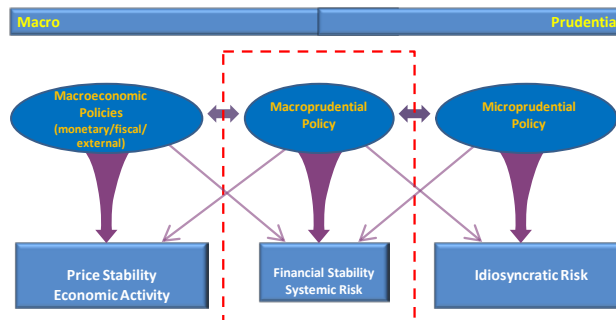 Macro
Prudential
Macroeconomic
Policies
(monetary/fiscal/
external)
Macroprudential
Policy
Microprudential
Policy
Price Stability
Economic Activity
Financial Stability
Systemic Risk
Idiosyncratic Risk